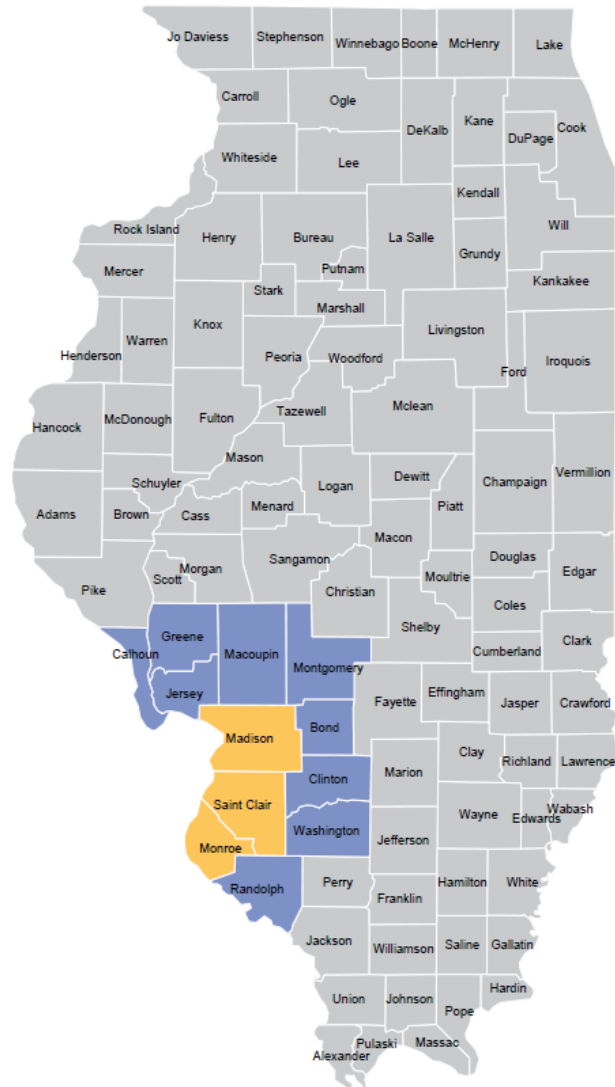 Jo Daviess
Stephenson
Winnebago
Boone
McHenry
Lake
Carroll
Ogle
DeKalb
Kane
DuPage
Cook
Whiteside
Lee
Kendall
Rock Island
Henry
Bureau
La Salle
Grundy
Will
Mercer
Putnam
Kankakee
Stark
Marshall
Knox
Livingston
Henderson
Warren
Peoria
Woodford
Ford
Iroquois
Hancock
McDonough
Fulton
Tazewell
Mclean
Mason
Schuyler
Logan
Dewitt
Champaign
Vermillion
Adams
Brown
Cass
Menard
Piatt
Macon
Pike
Scott
Morgan
Sangamon
Christian
Moultrie
Douglas
Edgar
Coles
Calhoun
Greene
Macoupin
Montgomery
Shelby
Cumberland
Clark
Jersey
Fayette
Effingham
Jasper
Crawford
Madison
Bond
Marion
Clay
Richland
Lawrence
Saint Clair
Clinton
Wayne
Edwards
Wabash
Monroe
Washington
Jefferson
Randolph
Perry
Franklin
Hamilton
White
Jackson
Williamson
Saline
Gallatin
Union
Johnson
Pope
Hardin
Alexander
Pulaski
Massac